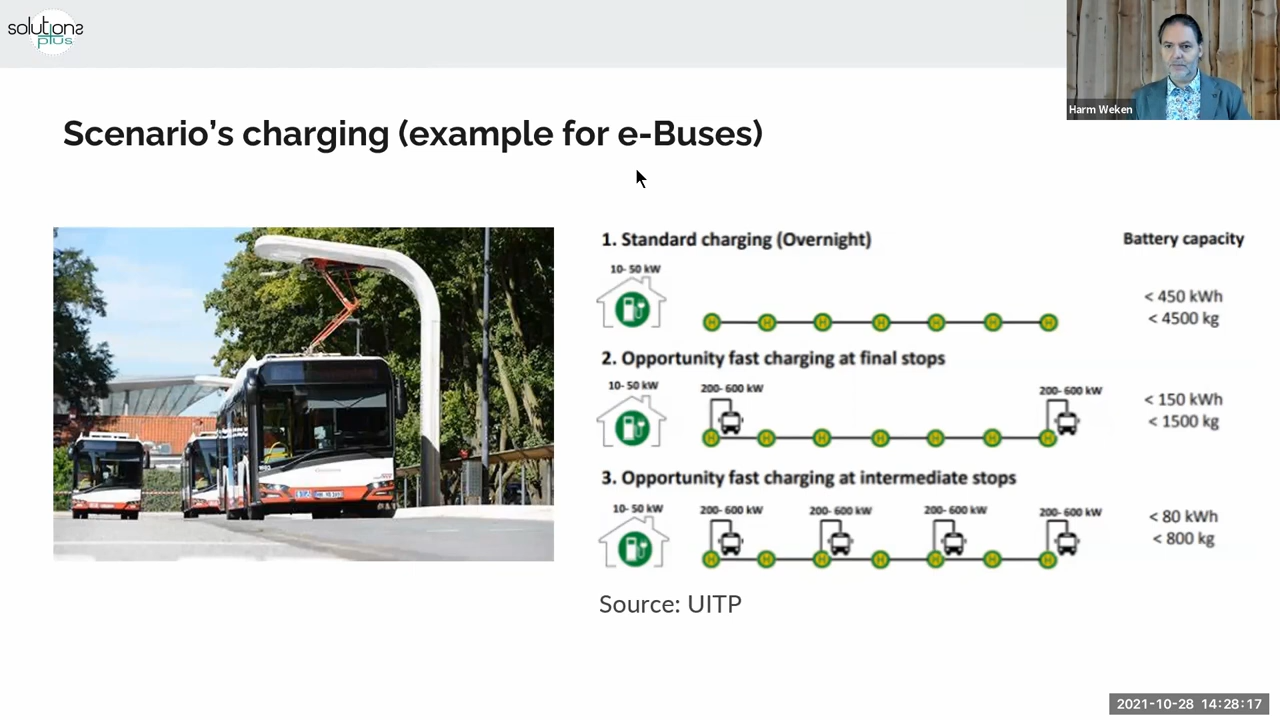 solutions
plus
Harm Weken
Scenario's charging (example for e-Buses)
1. Standard charging (Overnight)
Battery capacity
10- 50 kW
< 450 kWh
< 4500 kg
H H H H H H H
2. Opportunity fast charging at final stops
10- 50 kW
200- 600 kW
200- 600 kW
< 150 kWh
< 1500 kg
H H H H H H H
3. Opportunity fast charging at intermediate stops
10- 50 kW
200- 600 kW
200- 600 kW
200- 600 kW
200- 600 kW
< 80 kWh
< 800 kg
H H H H H H H
Source: UITP
2021-10-28 14:28:17